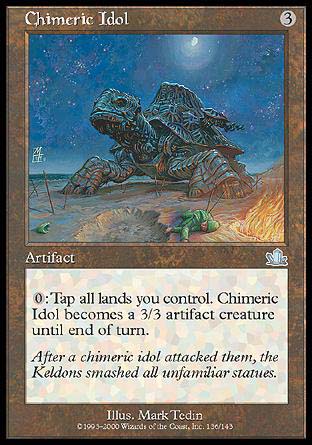 Chimeric Idol 3
Artifact
0:Tap all lands you control. Chimeric
Idol becomes a 3/3 artifact creature
until end of turn.
After a chimeric idol attacked them, the
Keldons smashed all unfamiliar statues.
Illus. Mark Tedin
©1993-2000 Wizards of the Coast, Inc. 136/143